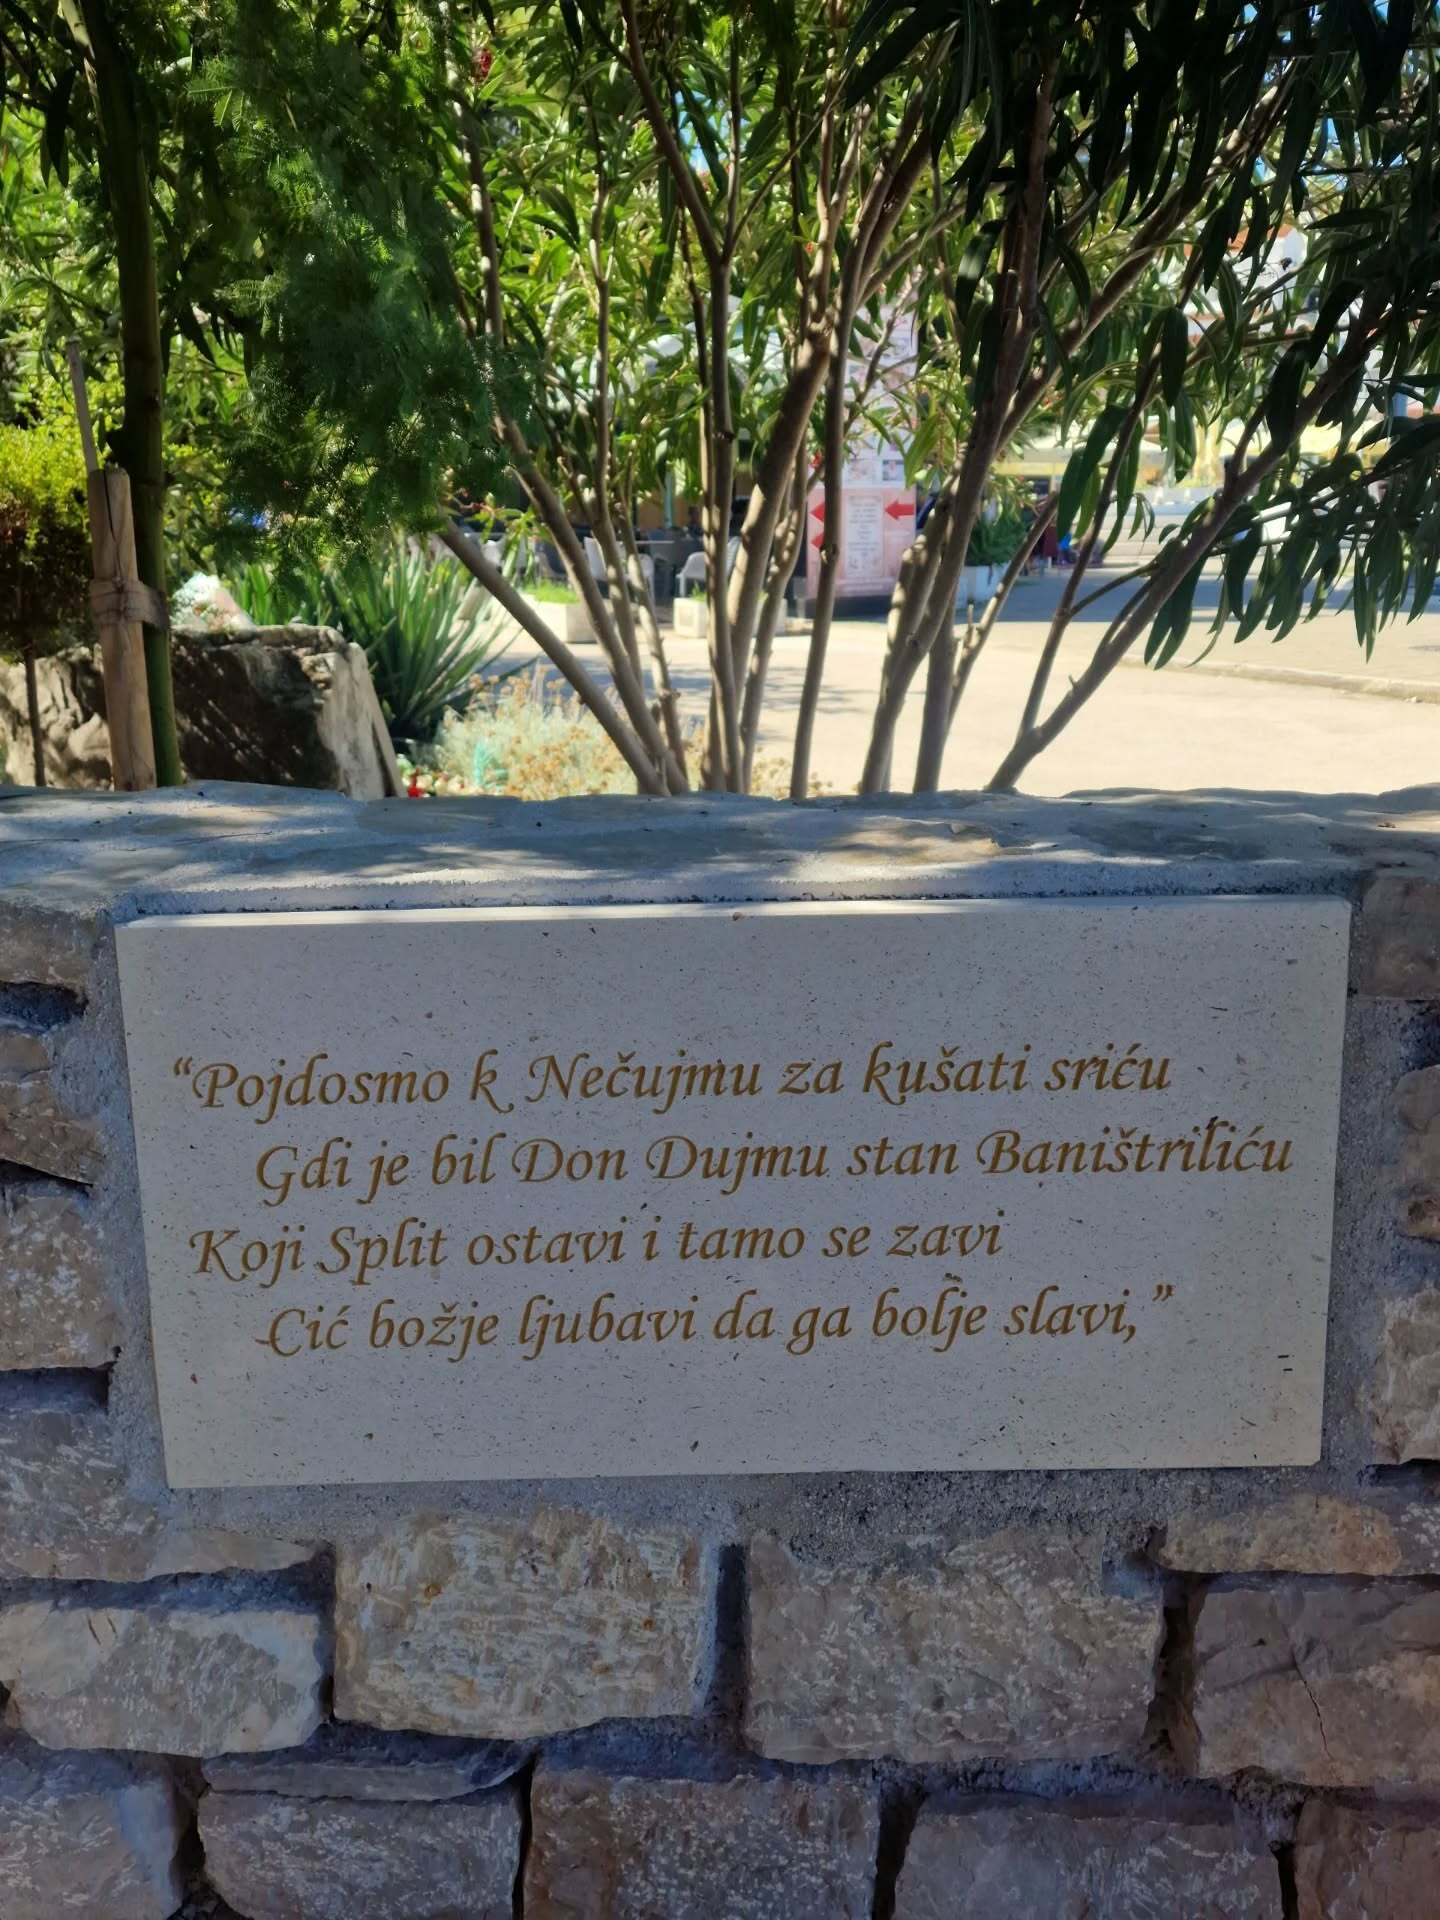 “Pojdosmo k Nečujmu za kušati sriću
Gdi je bil Don Dujmu stan Baništriliću
Koji Split ostavi i tamo se zavi
Cić božje ljubavi da ga bolje slavi,”